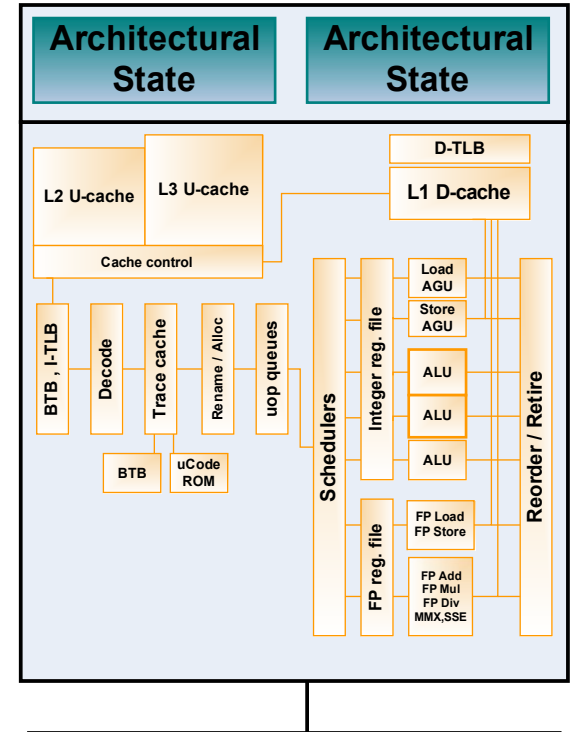 Architectural
State
Architectural
State
L2 U-cache
L3 U-cache
Cache control
D-TLB
L1 D-cache
BTB , I-TLB
Decode
Trace cache
Rename / Alloc
uop queues
BTB
uCode
ROM
Schedulers
Integer reg. file
FP reg. file
Load
AGU
Store
AGU
ALU
ALU
ALU
FP Load
FP Store
FP Add
FP Mul
FP Div
MMX,SSE
Reorder / Retire